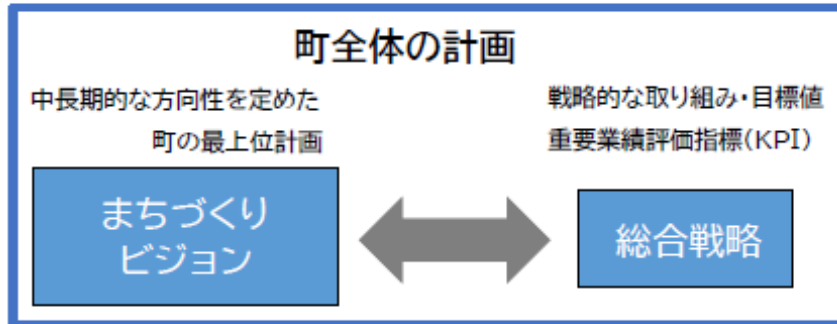 町全体の計画
中長期的な方向性を定めた
町の最上位計画
まちづくり
ビジョン
戦略的な取り組み・目標値
重要業績評価指標(KPI)
総合戦略